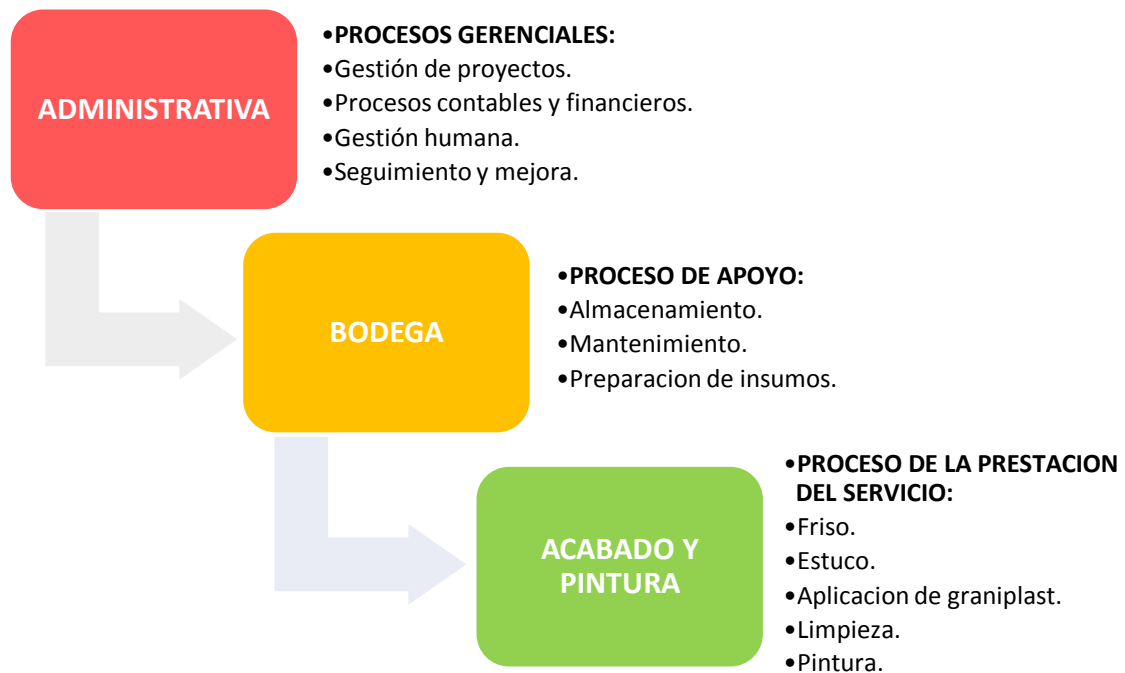 ADMINISTRATIVA
•PROCESOS GERENCIALES:
•Gestión de proyectos.
•Procesos contables y financieros.
•Gestión humana.
•Seguimiento y mejora.
BODEGA
•PROCESO DE APOYO:
•Almacenamiento.
•Mantenimiento.
•Preparacion de insumos.
ACABADO Y
PINTURA
•PROCESO DE LA PRESTACION
DEL SERVICIO:
•Friso.
•Estuco.
•Aplicacion de graniplast.
•Limpieza.
•Pintura.